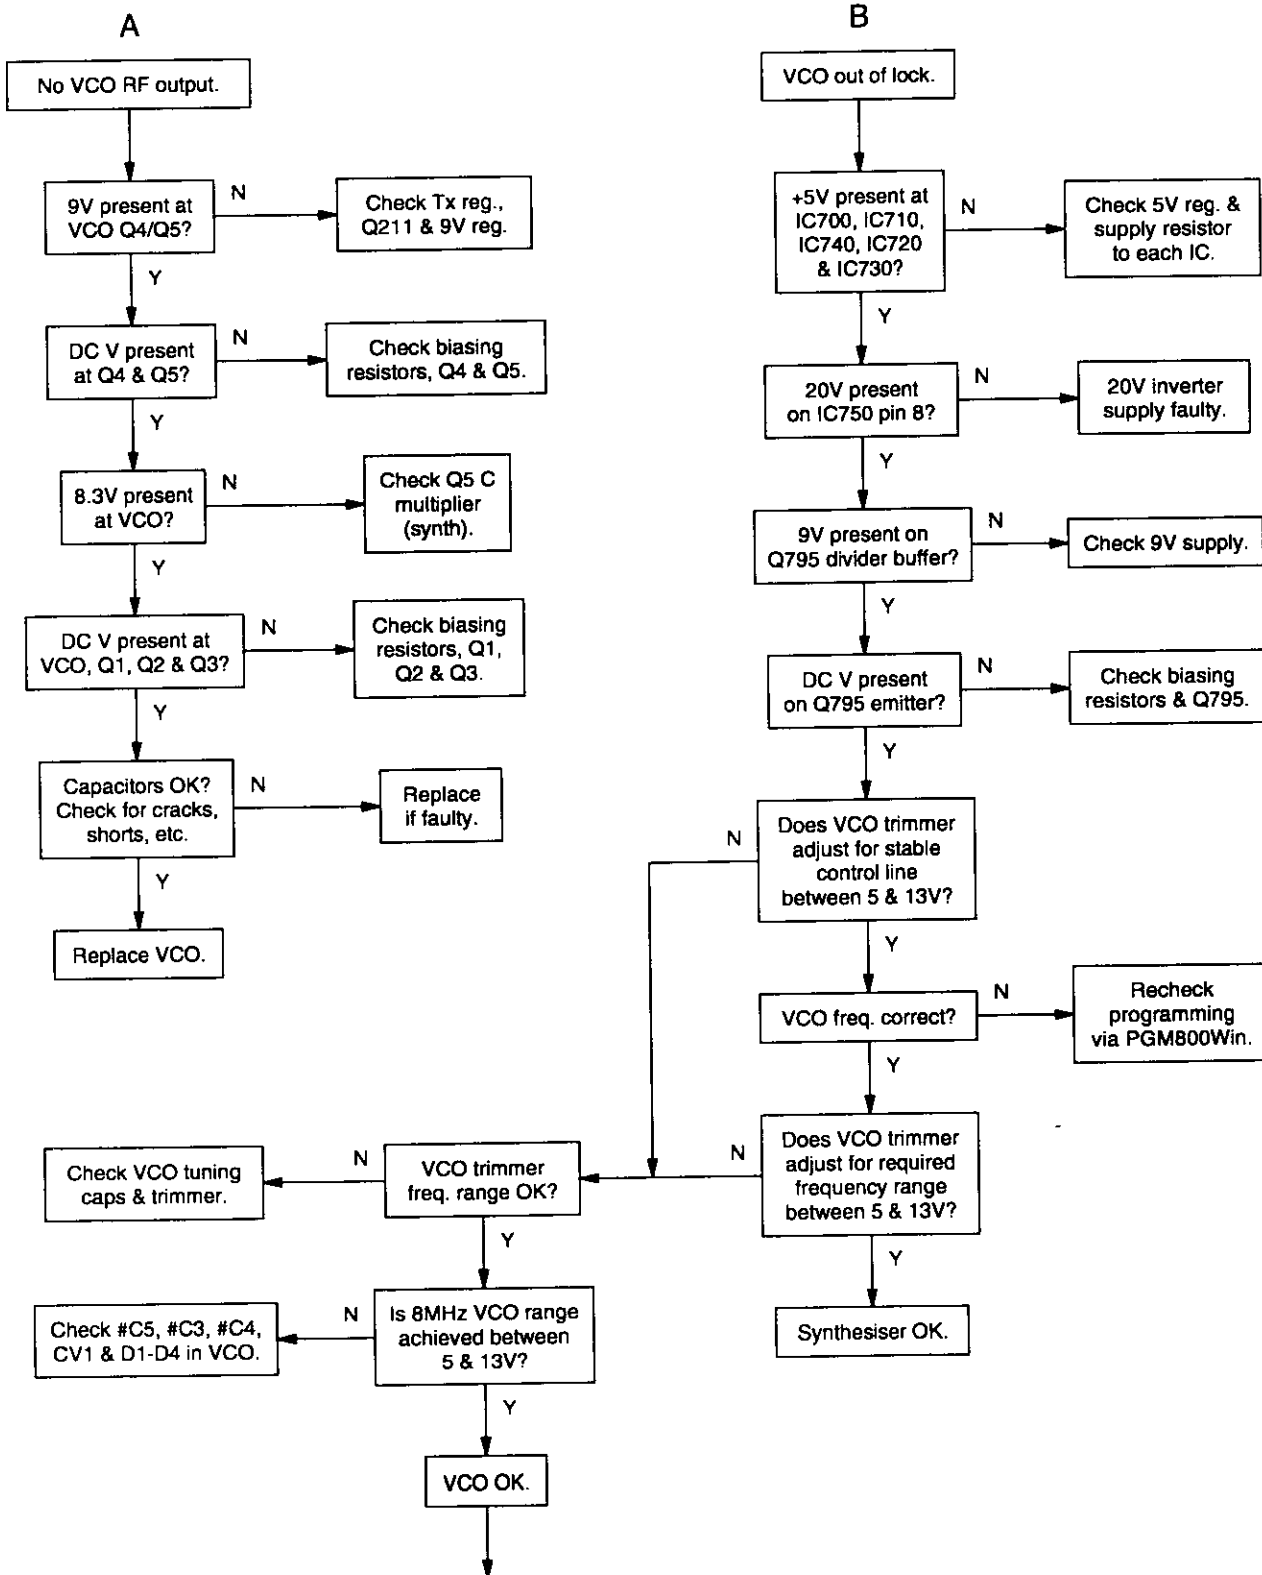 A
No VCO RF output.
N
9V present at
VCO Q4/Q5?
Check Tx reg.,
Q211 & 9V reg.
Y
N
DC V present
at Q4 & Q5?
Check biasing
resistors, Q4 & Q5.
Y
N
8.3V present
at VCO?
Check Q5 C
multiplier
(synth).
Y
N
DC V present at
VCO, Q1, Q2 & Q3?
Check biasing
resistors, Q1,
Q2 & Q3.
Y
N
Capacitors OK?
Check for cracks,
shorts, etc.
Replace
if faulty.
Y
Replace VCO.
B
VCO out of lock.
N
+5V present at
IC700, IC710,
IC740, IC720
& IC730?
Check 5V reg. &
supply resistor
to each IC.
Y
N
20V present
on IC750 pin 8?
20V inverter
supply faulty.
Y
N
9V present on
Q795 divider buffer?
Check 9V supply.
Y
N
DC V present
on Q795 emitter?
Check biasing
resistors & Q795.
Y
N
Does VCO trimmer
adjust for stable
control line
between 5 & 13V?
Y
N
VCO freq. correct?
Recheck
programming
via PGM800Win.
Y
N
Does VCO trimmer
adjust for required
frequency range
between 5 & 13V?
Y
Synthesiser OK.
N
VCO trimmer
freq. range OK?
Check VCO tuning
caps & trimmer.
Y
N
Is 8MHz VCO range
achieved between
5 & 13V?
Check #C5, #C3, #C4,
CV1 & D1-D4 in VCO.
Y
VCO OK.